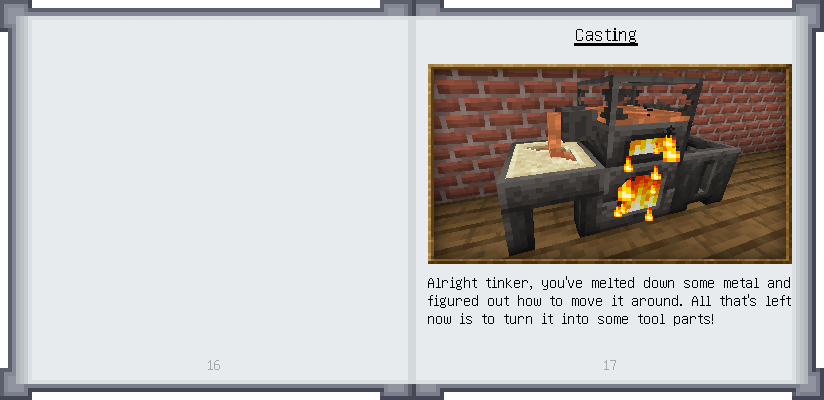 Casting
Alright tinker, you've melted down some metal and
figured out how to move it around. All that's left
now is to turn it into some tool parts!
16
17